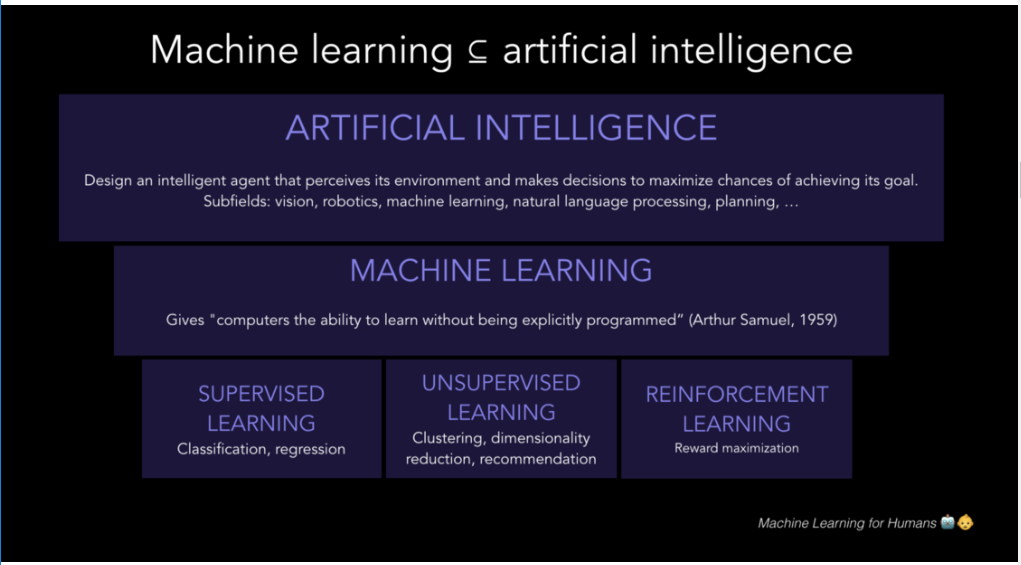 Machine learning ⊆ artificial intelligence
ARTIFICIAL INTELLIGENCE
Design an intelligent agent that perceives its environment and makes decisions to maximize chances of achieving its goal.
Subfields: vision, robotics, machine learning, natural language processing, planning, …
MACHINE LEARNING
Gives "computers the ability to learn without being explicitly programmed” (Arthur Samuel, 1959)
SUPERVISED
LEARNING
Classification, regression
UNSUPERVISED
LEARNING
Clustering, dimensionality
reduction, recommendation
REINFORCEMENT
LEARNING
Reward maximization
Machine Learning for Humans 🤖👶